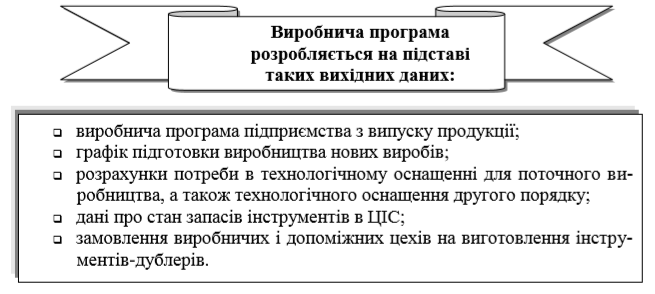 Виробнича програма
розробляється на підставі
таких вихідних даних:
виробнича програма підприємства з випуску продукції;
графік підготовки виробництва нових виробів;
розрахунки потреби в технологічному оснащенні для поточного ви-
робництва, а також технологічного оснащення другого порядку;
дані про стан запасів інструментів в ЦІС;
замовлення виробничих і допоміжних цехів на виготовлення інстру-
ментів-дублерів.